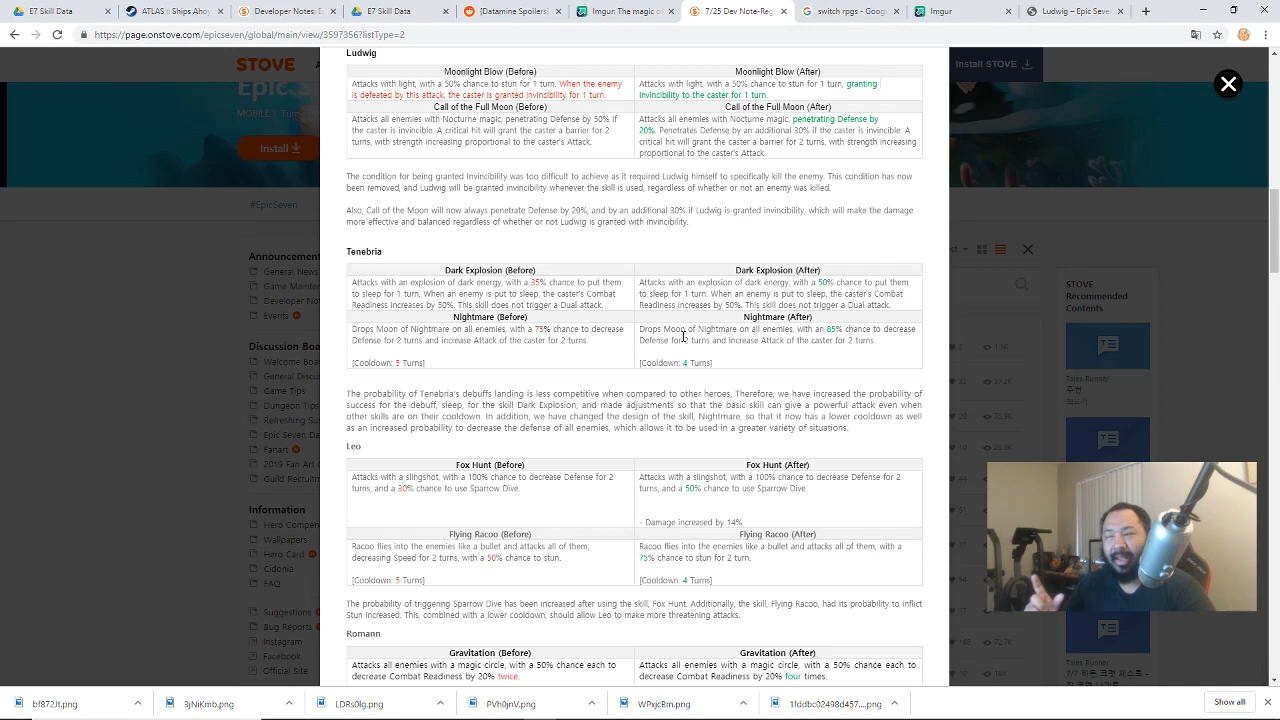 E7 Skill Data
ATLAS — Ships Ato
E7 Skill Data
[Datamine Spoilers
Imgur: The magic o
7/25 Dev Note-Reg
switch rpgs - Googl
Imgur
Worldwide Releas
https://page.onstove.com/epicseven/global/main/view/3597356?listType=2
STOVE
Install STOVE
Epic S
MOBILE
Install
#EpicSeven
Announcement
General News
Developer Not
Events
Discussion Boa
Game Tips
Dungeon Tips
Refreshing Su
Epic Seven Da
Fanart
2019 Fan Art
Guild Recruitm
Information
Hero Compen
Wallpapers
Hero Card
Cidonia
FAQ
Suggestions
Bug Reports
Instagram
Facebook
Official Site
Ludwig
Moonlight Blow (Before)
Moonlight Blow (After)
Attacks with light, with a 50% chance to stun for 1 turn. When the enemy
is defeated by this attack, the caster is granted invincibility for 1 turn.
Attacks with light, with a 50% chance to stun for 1 turn, granting
invincibility to the caster for 1 turn.
Call of the Full Moon (Before)
Call of the Full Moon (After)
Attacks all enemies with Nocturne magic, penetrating Defense by 50% if
the caster is invincible. A critical hit will grant the caster a barrier for 2
turns, with strength increasing proportional to the caster's Attack.
Attacks all enemies with Nocturne magic, penetrating Defense by
20%. Penetrates Defense by an additional 30% if the caster is invincible. A
critical hit will grant the caster a barrier for 2 turns, with strength increasing
proportional to the caster's Attack.
The condition for being granted Invincibility was too difficult to achieve as it required Ludwig himself to specifically kill the enemy. This condition has now
been removed, and Ludwig will be granted invincibility whenever the skill is used, regardless of whether or not an enemy was killed.
Also, Call of the Moon will now always penetrate Defense by 20%, and by an additional 30% if Ludwig is granted invincibility, which will make the damage
more effective and balanced regardless of whether or not Ludwig is granted with invincibility.
Tenebria
Dark Explosion (Before)
Dark Explosion (After)
Attacks with an explosion of dark energy, with a 35% chance to put them
to sleep for 1 turn. When an enemy is put to sleep, the caster's Combat
Readiness increases by 50%. This skill does not trigger a Dual attack.
Attacks with an explosion of dark energy, with a 50% chance to put them
to sleep for 1 turn. When an enemy is put to sleep, the caster's Combat
Readiness increases by 50%. This skill does not trigger a Dual attack.
Nightmare (Before)
Nightmare (After)
Drops Moon of Nightmare on all enemies, with a 75% chance to decrease
Defense for 2 turns and increase Attack of the caster for 2 turns.
[Cooldown: 5 Turns]
Drops Moon of Nightmare on all enemies, with an 85% chance to decrease
Defense for 2 turns and increase Attack of the caster for 2 turns.
[Cooldown: 4 Turns]
The probability of Tenebria's debuffs landing is less competitive when compared to other heroes. Therefore, we have increased the probability of
success for the debuff, sleep, for the skill Dark Explosion, and made adjustments so that the basic skill can give a powerful attack even when
other skills are on their cooldown. In addition, we have changed the design of the skill, Nightmare, so that it now has a lower cooldown as well
as an increased probability to decrease the defense of all enemies, which allows it to be used in a greater variety of situations.
Leo
Fox Hunt (Before)
Fox Hunt (After)
Attacks with a slingshot, with a 100% chance to decrease Defense for 2
turns, and a 30% chance to use Sparrow Dive.
Attacks with a slingshot, with a 100% chance to decrease Defense for 2
turns, and a 50% chance to use Sparrow Dive.
- Damage increased by 14%
Flying Racoo (Before)
Flying Racoo (After)
Racoo flies into the enemies like a bullet and attacks all of them,
decreasing Speed for 2 turns, with a 50% chance to stun.
[Cooldown: 5 Turns]
Racoo flies into the enemies like a bullet and attacks all of them, with a
75% chance to stun for 2 turn.
[Cooldown: 4 Turns]
The probability of triggering Sparrow Dive has been increased after using the skill, Fox Hunt. Additionally, the skill, Flying Racoo, had its probability to inflict
Stun increased. This, combined with a lower cooldown, should allow Leo to make more threatening attacks.
Romann
Gravitation (Before)
Gravitation (After)
Attacks all enemies with a magic circle, with a 50% chance each to
decrease Combat Readiness by 20% twice.
Attacks all enemies with a magic circle, with a 50% chance each to
decrease Combat Readiness by 20% four times.
STOVE
Recommended
Contents
Tales Runner
Tales Runner
bf872Jt.png
3jNiKmb.png
LDRs0Ig.png
PVh0jnV.png
WPxjcBm.png
1fddbc02498d457....png
Show all